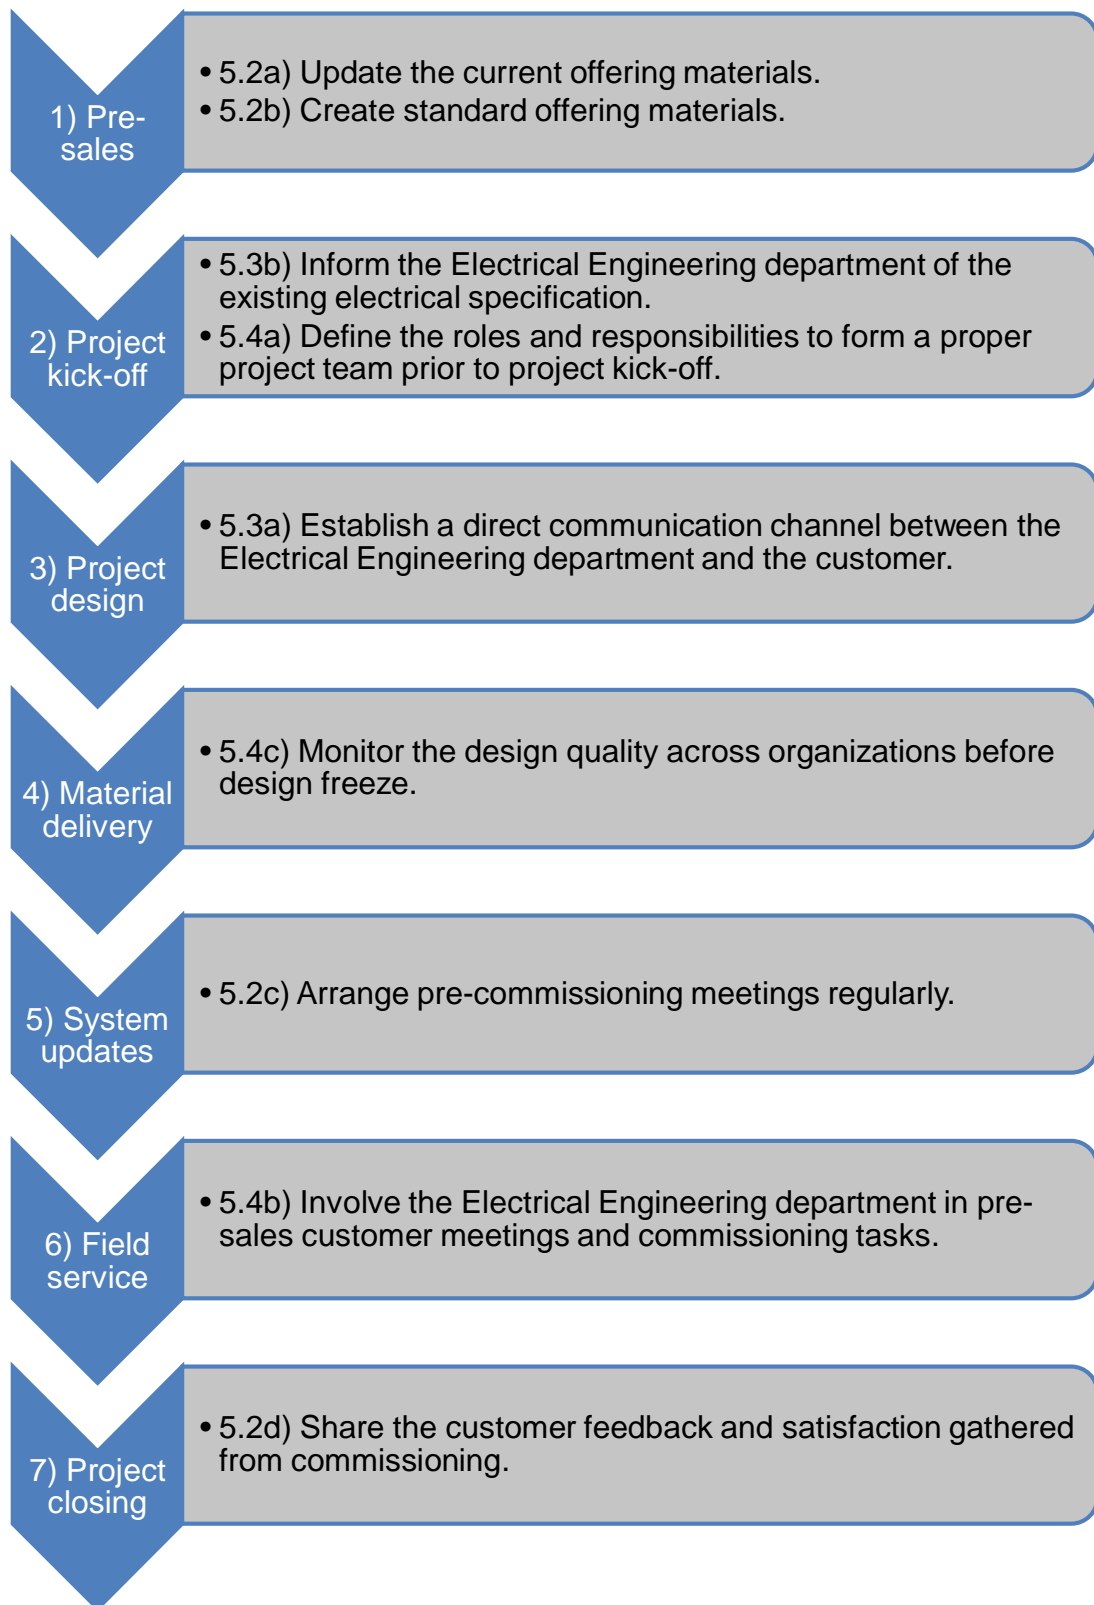 1) Pre-
sales
• 5.2a) Update the current offering materials.
• 5.2b) Create standard offering materials.
2) Project
kick-off
• 5.3b) Inform the Electrical Engineering department of the
existing electrical specification.
• 5.4a) Define the roles and responsibilities to form a proper
project team prior to project kick-off.
3) Project
design
• 5.3a) Establish a direct communication channel between the
Electrical Engineering department and the customer.
4) Material
delivery
• 5.4c) Monitor the design quality across organizations before
design freeze.
5) System
updates
• 5.2c) Arrange pre-commissioning meetings regularly.
6) Field
service
• 5.4b) Involve the Electrical Engineering department in pre-
sales customer meetings and commissioning tasks.
7) Project
closing
• 5.2d) Share the customer feedback and satisfaction gathered
from commissioning.